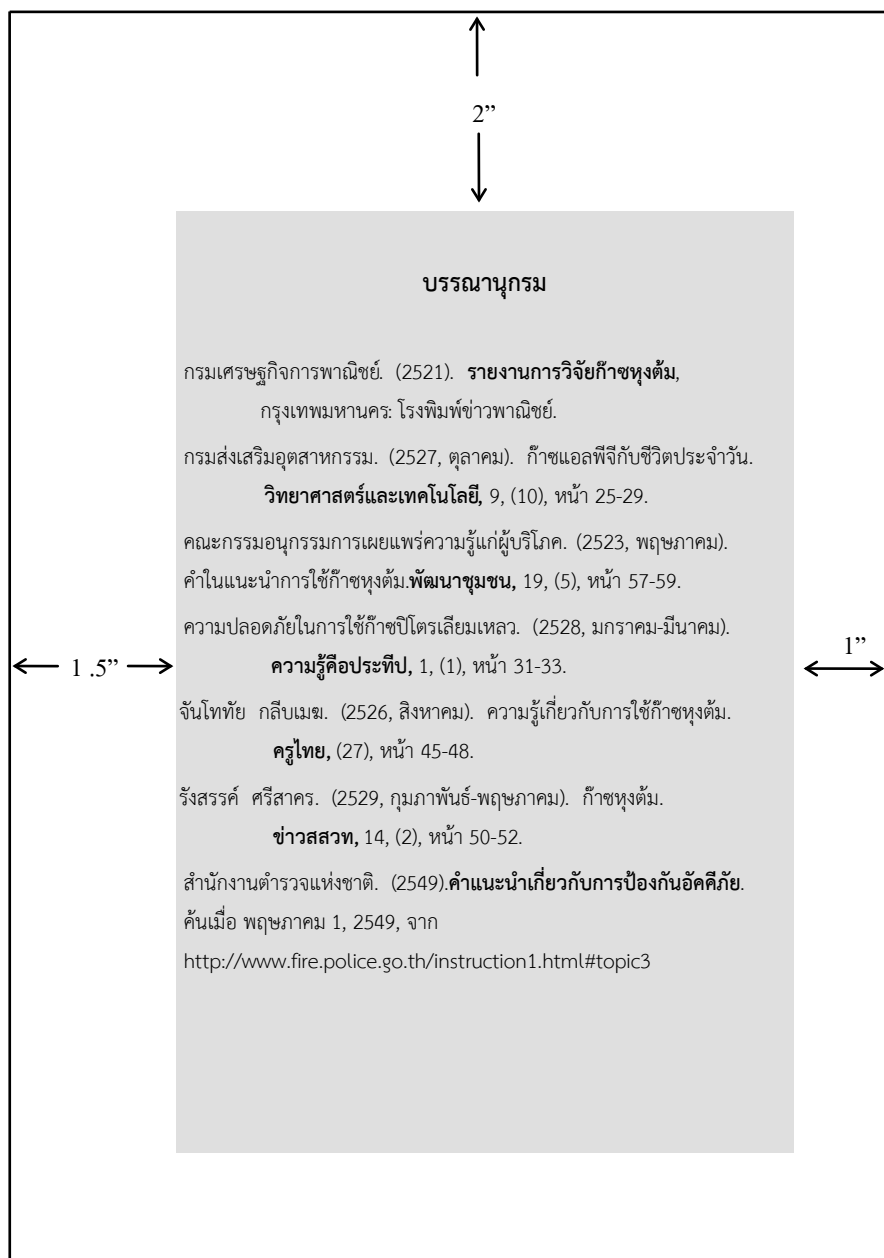 2”
บรรณานุกรม
กรมเศรษฐกิจการพาณิชย์. (2521). รายงานการวิจัยก๊าซหุงต้ม,
กรุงเทพมหานคร: โรงพิมพ์ข่าวพาณิชย์.
กรมส่งเสริมอุตสาหกรรม. (2527, ตุลาคม). ก๊าซแอลพีจีกับชีวิตประจำวัน.
วิทยาศาสตร์และเทคโนโลยี, 9, (10), หน้า 25-29.
คณะกรรมอนุกรรมการเผยแพร่ความรู้แก่ผู้บริโภค. (2523, พฤษภาคม).
คำในแนะนำการใช้ก๊าซหุงต้ม.พัฒนาชุมชน, 19, (5), หน้า 57-59.
ความปลอดภัยในการใช้ก๊าซปิโตรเลียมเหลว. (2528, มกราคม-มีนาคม).
ความรู้คือประทีป, 1, (1), หน้า 31-33.
1 .5”
1”
จันโททัย กลีบเมฆ. (2526, สิงหาคม). ความรู้เกี่ยวกับการใช้ก๊าซหุงต้ม.
ครูไทย, (27), หน้า 45-48.
รังสรรค์ ศรีสาคร. (2529, กุมภาพันธ์-พฤษภาคม). ก๊าซหุงต้ม.
ข่าวสสวท, 14, (2), หน้า 50-52.
สำนักงานตำรวจแห่งชาติ. (2549).คำแนะนำเกี่ยวกับการป้องกันอัคคีภัย.
ค้นเมื่อ พฤษภาคม 1, 2549, จาก
http://www.fire.police.go.th/instruction1.html#topic3